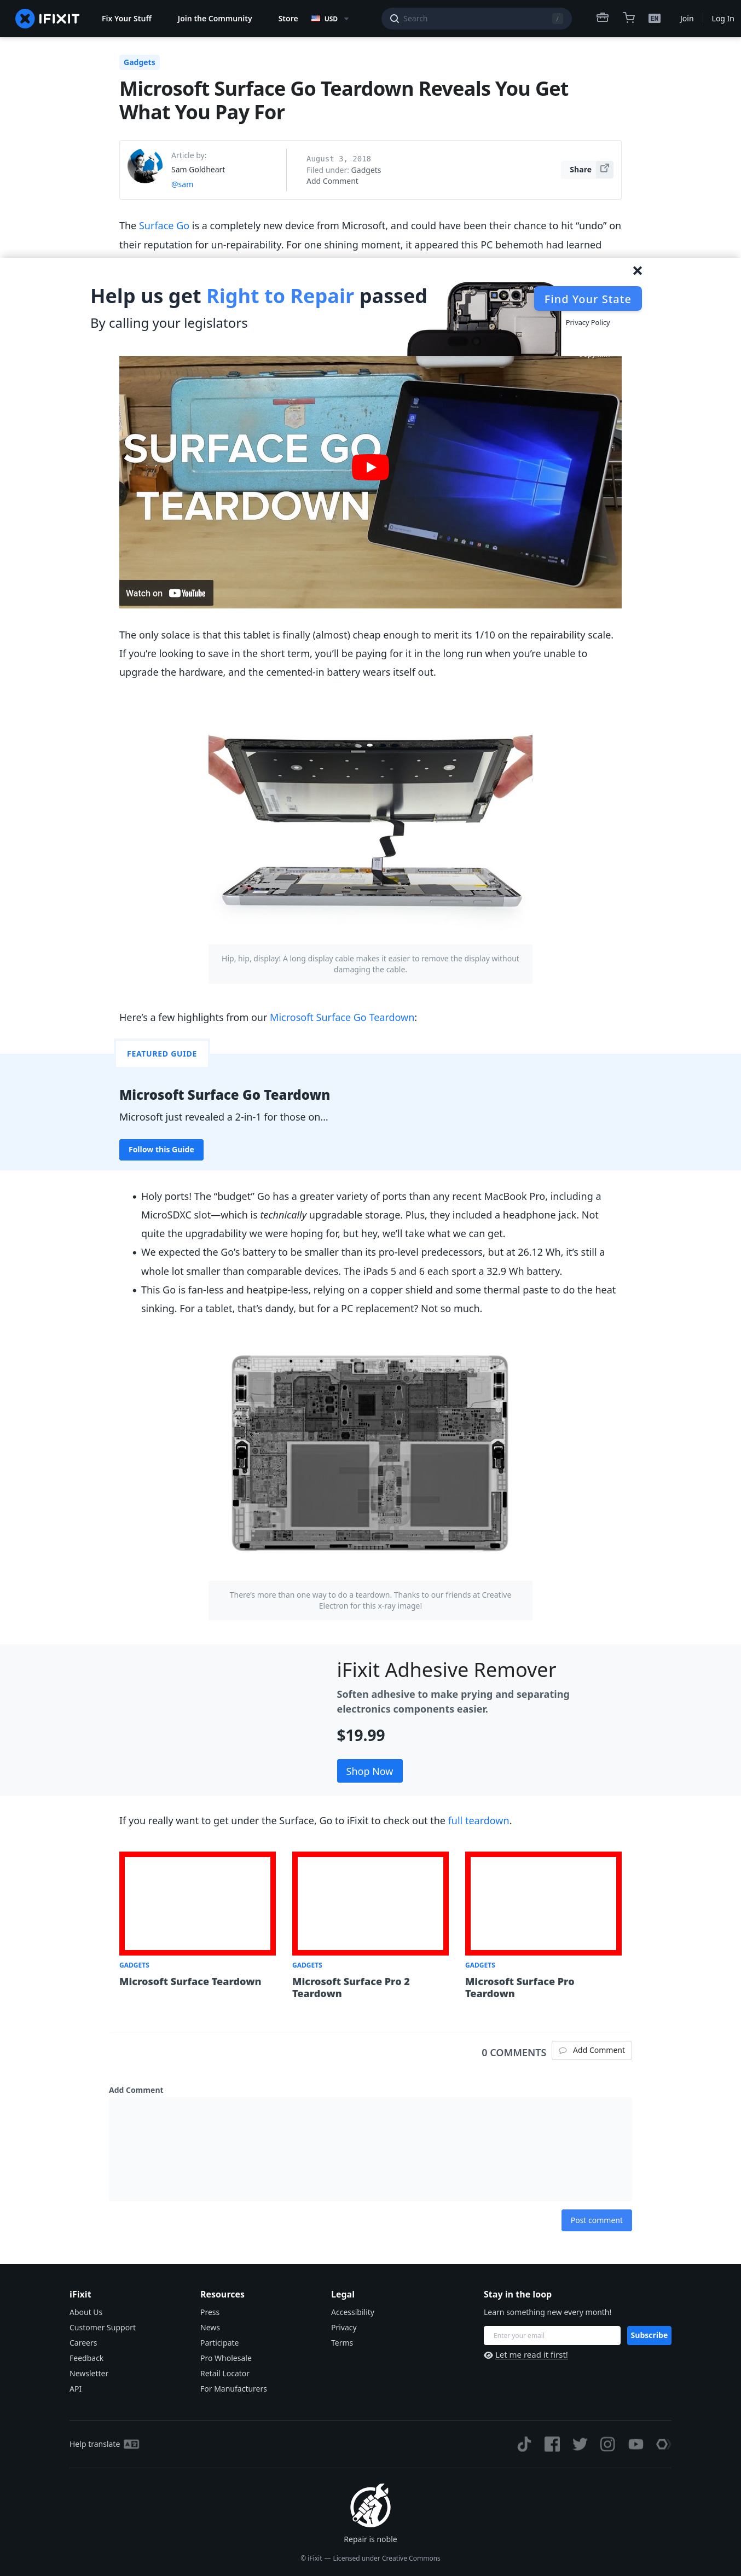 IFIXIT
Fix Your Stuff
Join the Community
Store
USD
Search
/
EN
Join
Log In
Gadgets
Microsoft Surface Go Teardown Reveals You Get
What You Pay For
Article by:
Sam Goldheart
@sam
August 3, 2018
Filed under: Gadgets
Add Comment
Share
The Surface Go is a completely new device from Microsoft, and could have been their chance to hit “undo” on
their reputation for un-repairability. For one shining moment, it appeared this PC behemoth had learned
Help us get Right to Repair passed
By calling your legislators
Find Your State
Privacy Policy
SURFACE GO
TEARDOWN
Watch on YouTube
The only solace is that this tablet is finally (almost) cheap enough to merit its 1/10 on the repairability scale.
If you’re looking to save in the short term, you’ll be paying for it in the long run when you’re unable to
upgrade the hardware, and the cemented-in battery wears itself out.
Hip, hip, display! A long display cable makes it easier to remove the display without
damaging the cable.
Here’s a few highlights from our Microsoft Surface Go Teardown:
FEATURED GUIDE
Microsoft Surface Go Teardown
Microsoft just revealed a 2-in-1 for those on…
Follow this Guide
Holy ports! The “budget” Go has a greater variety of ports than any recent MacBook Pro, including a
MicroSDXC slot—which is technically upgradable storage. Plus, they included a headphone jack. Not
quite the upgradability we were hoping for, but hey, we’ll take what we can get.
We expected the Go’s battery to be smaller than its pro-level predecessors, but at 26.12 Wh, it’s still a
whole lot smaller than comparable devices. The iPads 5 and 6 each sport a 32.9 Wh battery.
This Go is fan-less and heatpipe-less, relying on a copper shield and some thermal paste to do the heat
sinking. For a tablet, that’s dandy, but for a PC replacement? Not so much.
There’s more than one way to do a teardown. Thanks to our friends at Creative
Electron for this x-ray image!
iFixit Adhesive Remover
Soften adhesive to make prying and separating
electronics components easier.
$19.99
Shop Now
If you really want to get under the Surface, Go to iFixit to check out the full teardown.
GADGETS
Microsoft Surface Teardown
GADGETS
Microsoft Surface Pro 2
Teardown
GADGETS
Microsoft Surface Pro
Teardown
0 COMMENTS
Add Comment
Add Comment
Post comment
iFixit
About Us
Customer Support
Careers
Feedback
Newsletter
API
Resources
Press
News
Participate
Pro Wholesale
Retail Locator
For Manufacturers
Legal
Accessibility
Privacy
Terms
Stay in the loop
Learn something new every month!
Enter your email
Subscribe
Let me read it first!
Help translate
Repair is noble
© iFixit — Licensed under Creative Commons